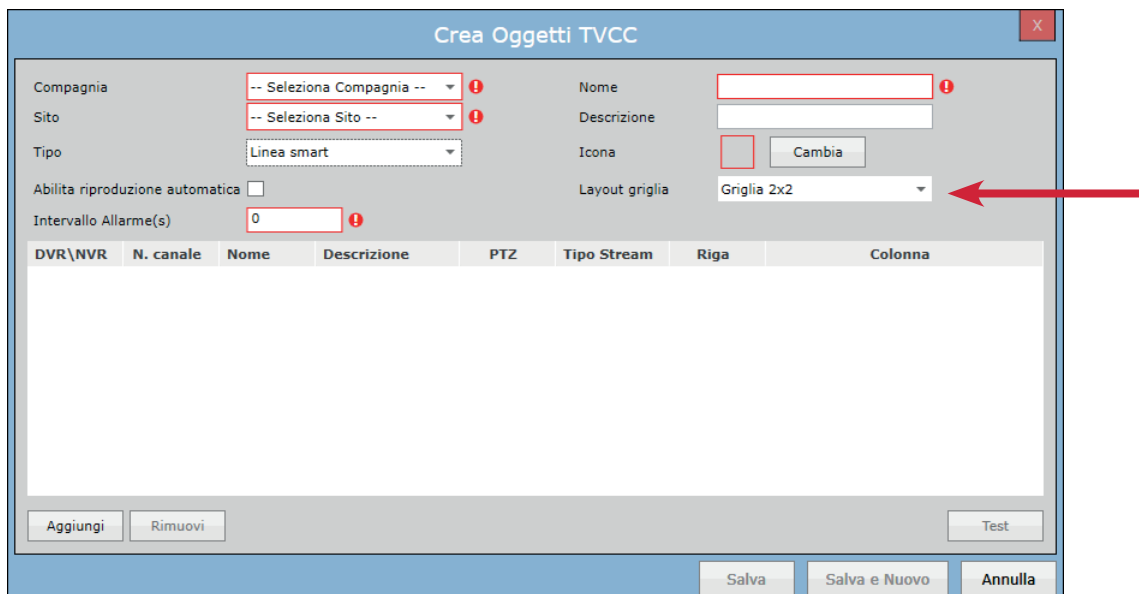 Crea Oggetti TVCC
X
Compagnia -- Seleziona Compagnia -- Nome
Sito -- Seleziona Sito -- Descrizione
Tipo Linea smart Icona Cambia
Abilita riproduzione automatica Layout griglia Griglia 2x2
Intervallo Allarme(s) 0
DVR\NVR N. canale Nome Descrizione PTZ Tipo Stream Riga Colonna
Aggiungi Rimuovi Test
Salva Salva e Nuovo Annulla